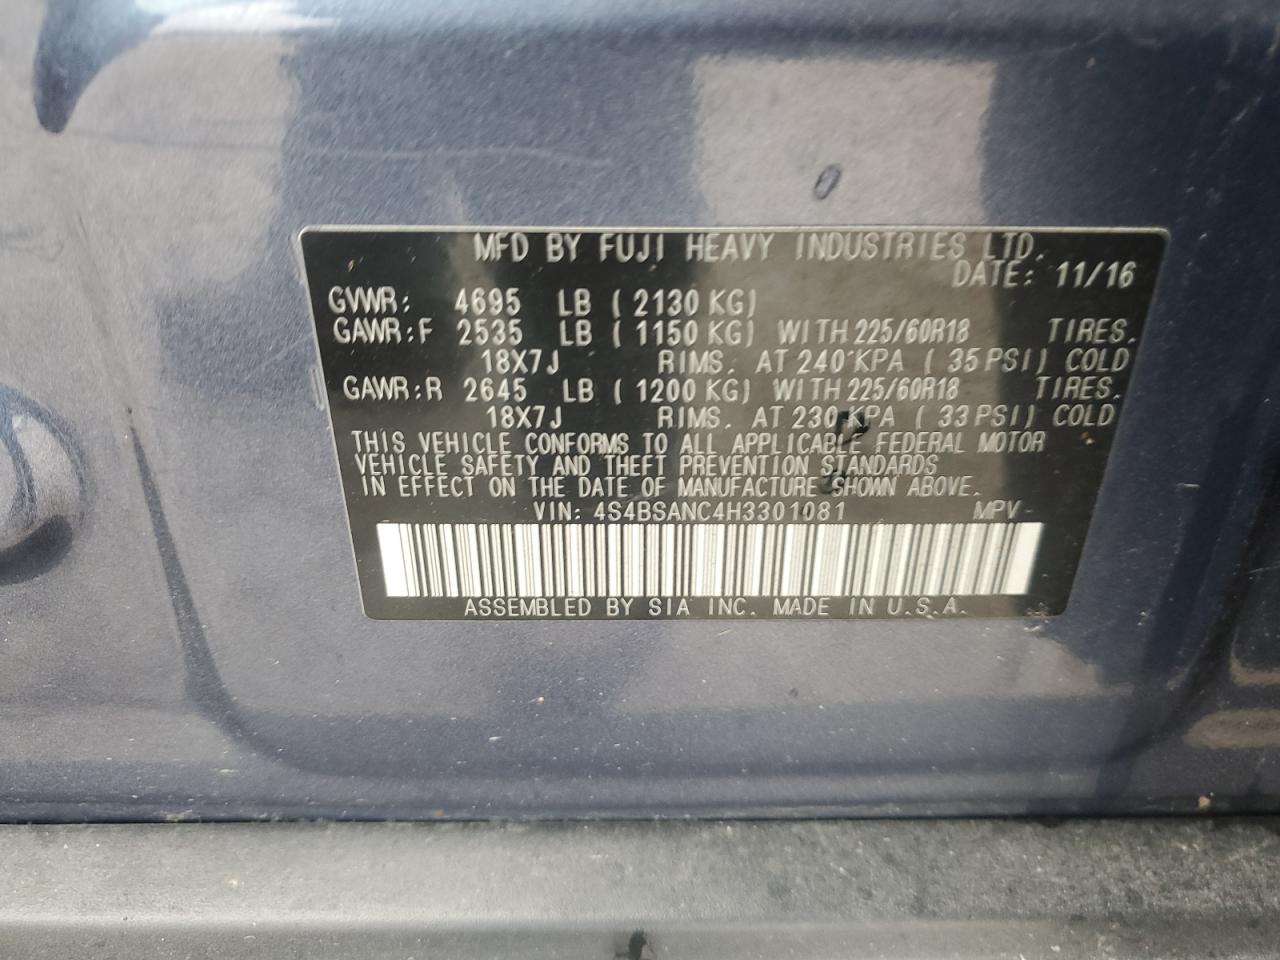 MFD BY FUJI HEAVY INDUSTRIES LTD.
DATE: 11/16
GVWR: 4695 LB ( 2130 KG)
GAWR:F 2535 LB ( 1150 KG) WITH 225/60R18 TIRES.
18X7J RIMS. AT 240 KPA ( 35 PSI) COLD
GAWR:R 2645 LB ( 1200 KG) WITH 225/60R18 TIRES.
18X7J RIMS. AT 230 KPA ( 33 PSI) COLD
THIS VEHICLE CONFORMS TO ALL APPLICABLE FEDERAL MOTOR
VEHICLE SAFETY AND THEFT PREVENTION STANDARDS
IN EFFECT ON THE DATE OF MANUFACTURE SHOWN ABOVE.
VIN: 4S4BSANC4H3301081 MPV
ASSEMBLED BY SIA INC. MADE IN U.S.A.